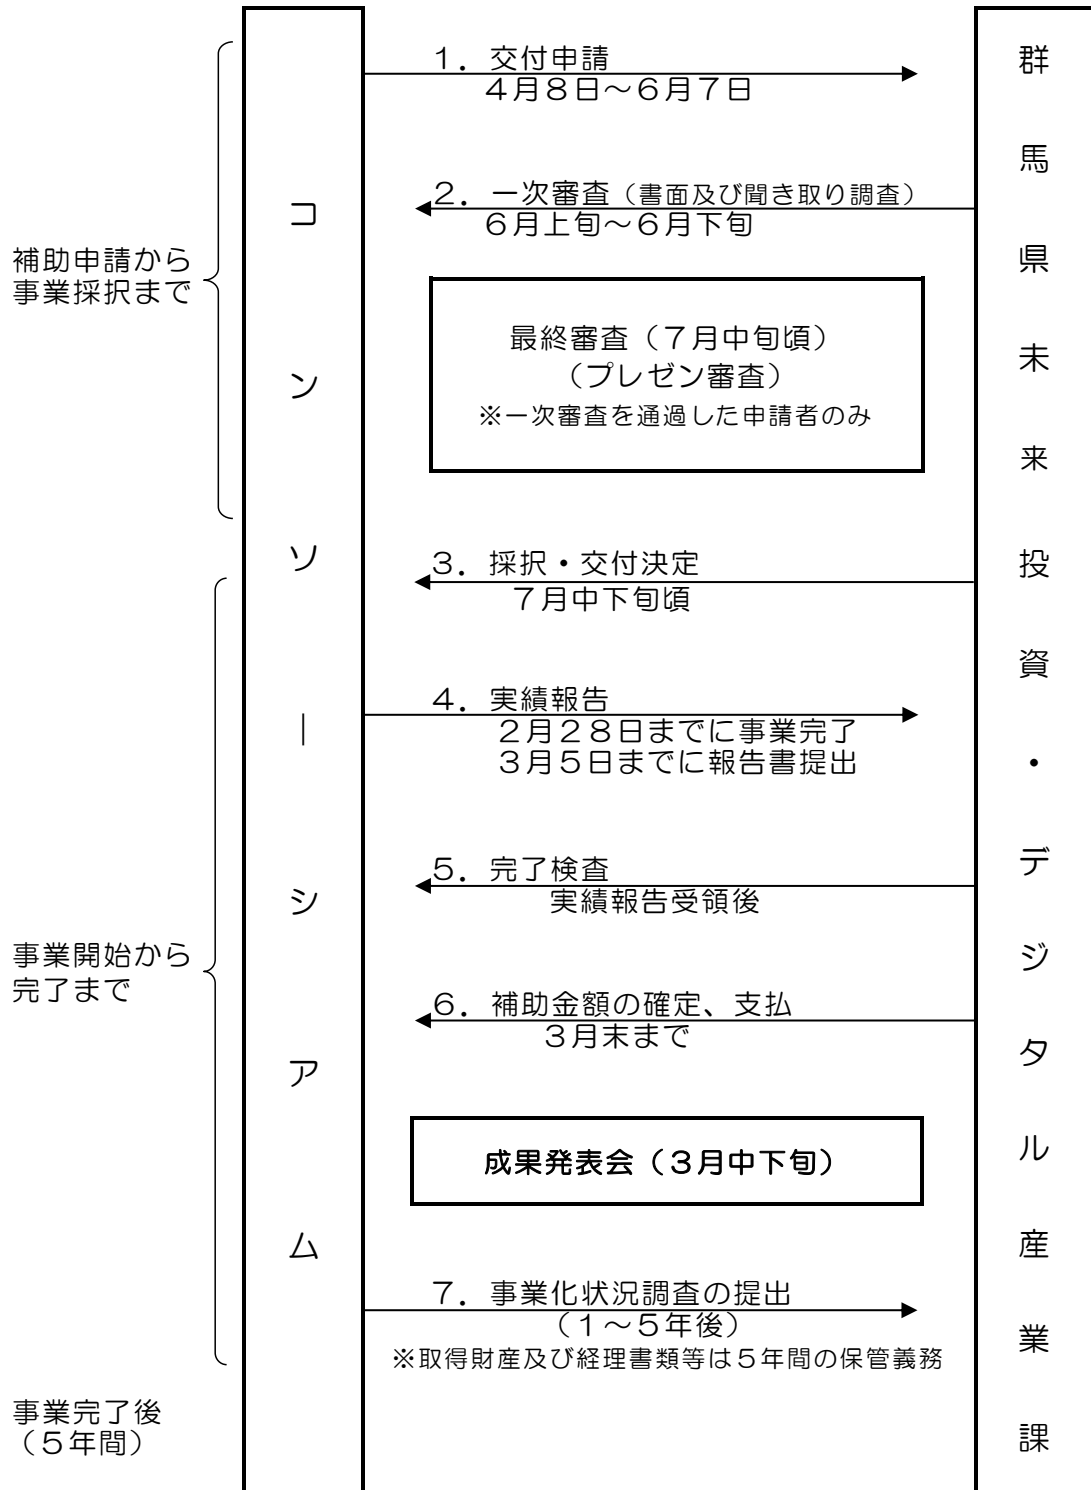 補助申請から
事業採択まで
事業開始から
完了まで
事業完了後
（５年間）
コンソーシアム
１．交付申請
４月８日～６月７日
２．一次審査（書面及び聞き取り調査）
６月上旬～６月下旬
最終審査（７月中旬頃）
（プレゼン審査）
※一次審査を通過した申請者のみ
３．採択・交付決定
７月中下旬頃
４．実績報告
２月２８日までに事業完了
３月５日までに報告書提出
５．完了検査
実績報告受領後
６．補助金額の確定、支払
３月末まで
成果発表会（３月中下旬）
７．事業化状況調査の提出
（１～５年後）
※取得財産及び経理書類等は５年間の保管義務
群馬県未来投資・デジタル産業課